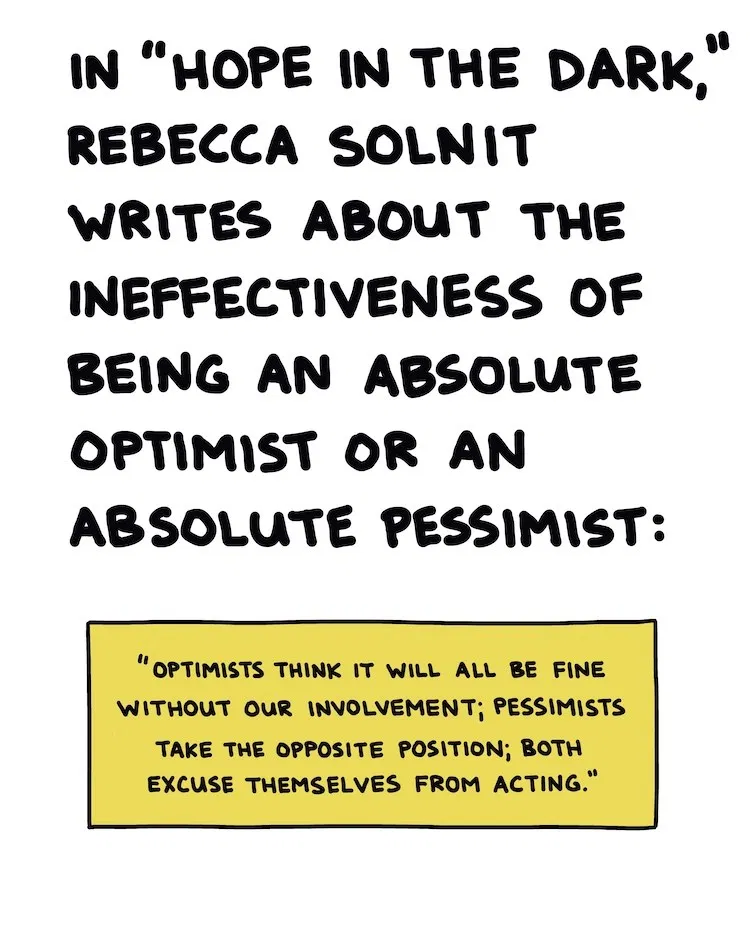 IN "HOPE IN THE DARK,"
REBECCA SOLNIT
WRITES ABOUT THE
INEFFECTIVENESS OF
BEING AN ABSOLUTE
OPTIMIST OR AN
ABSOLUTE PESSIMIST:
"OPTIMISTS THINK IT WILL ALL BE FINE
WITHOUT OUR INVOLVEMENT; PESSIMISTS
TAKE THE OPPOSITE POSITION; BOTH
EXCUSE THEMSELVES FROM ACTING."